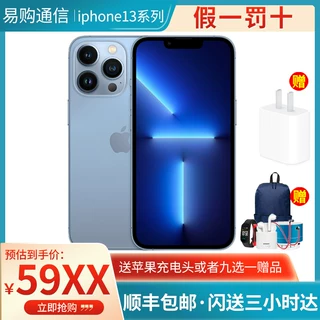 易购通信 | iphone13系列
假一罚十
赠
赠
预估到手价：
¥59XX
立即抢购
送苹果充电头或者九选一赠品
顺丰包邮·闪送三小时达